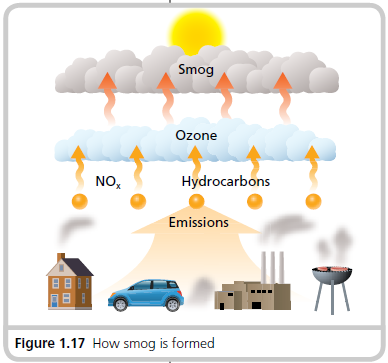 Smog
Ozone
NOₓ Hydrocarbons
Emissions
Figure 1.17 How smog is formed